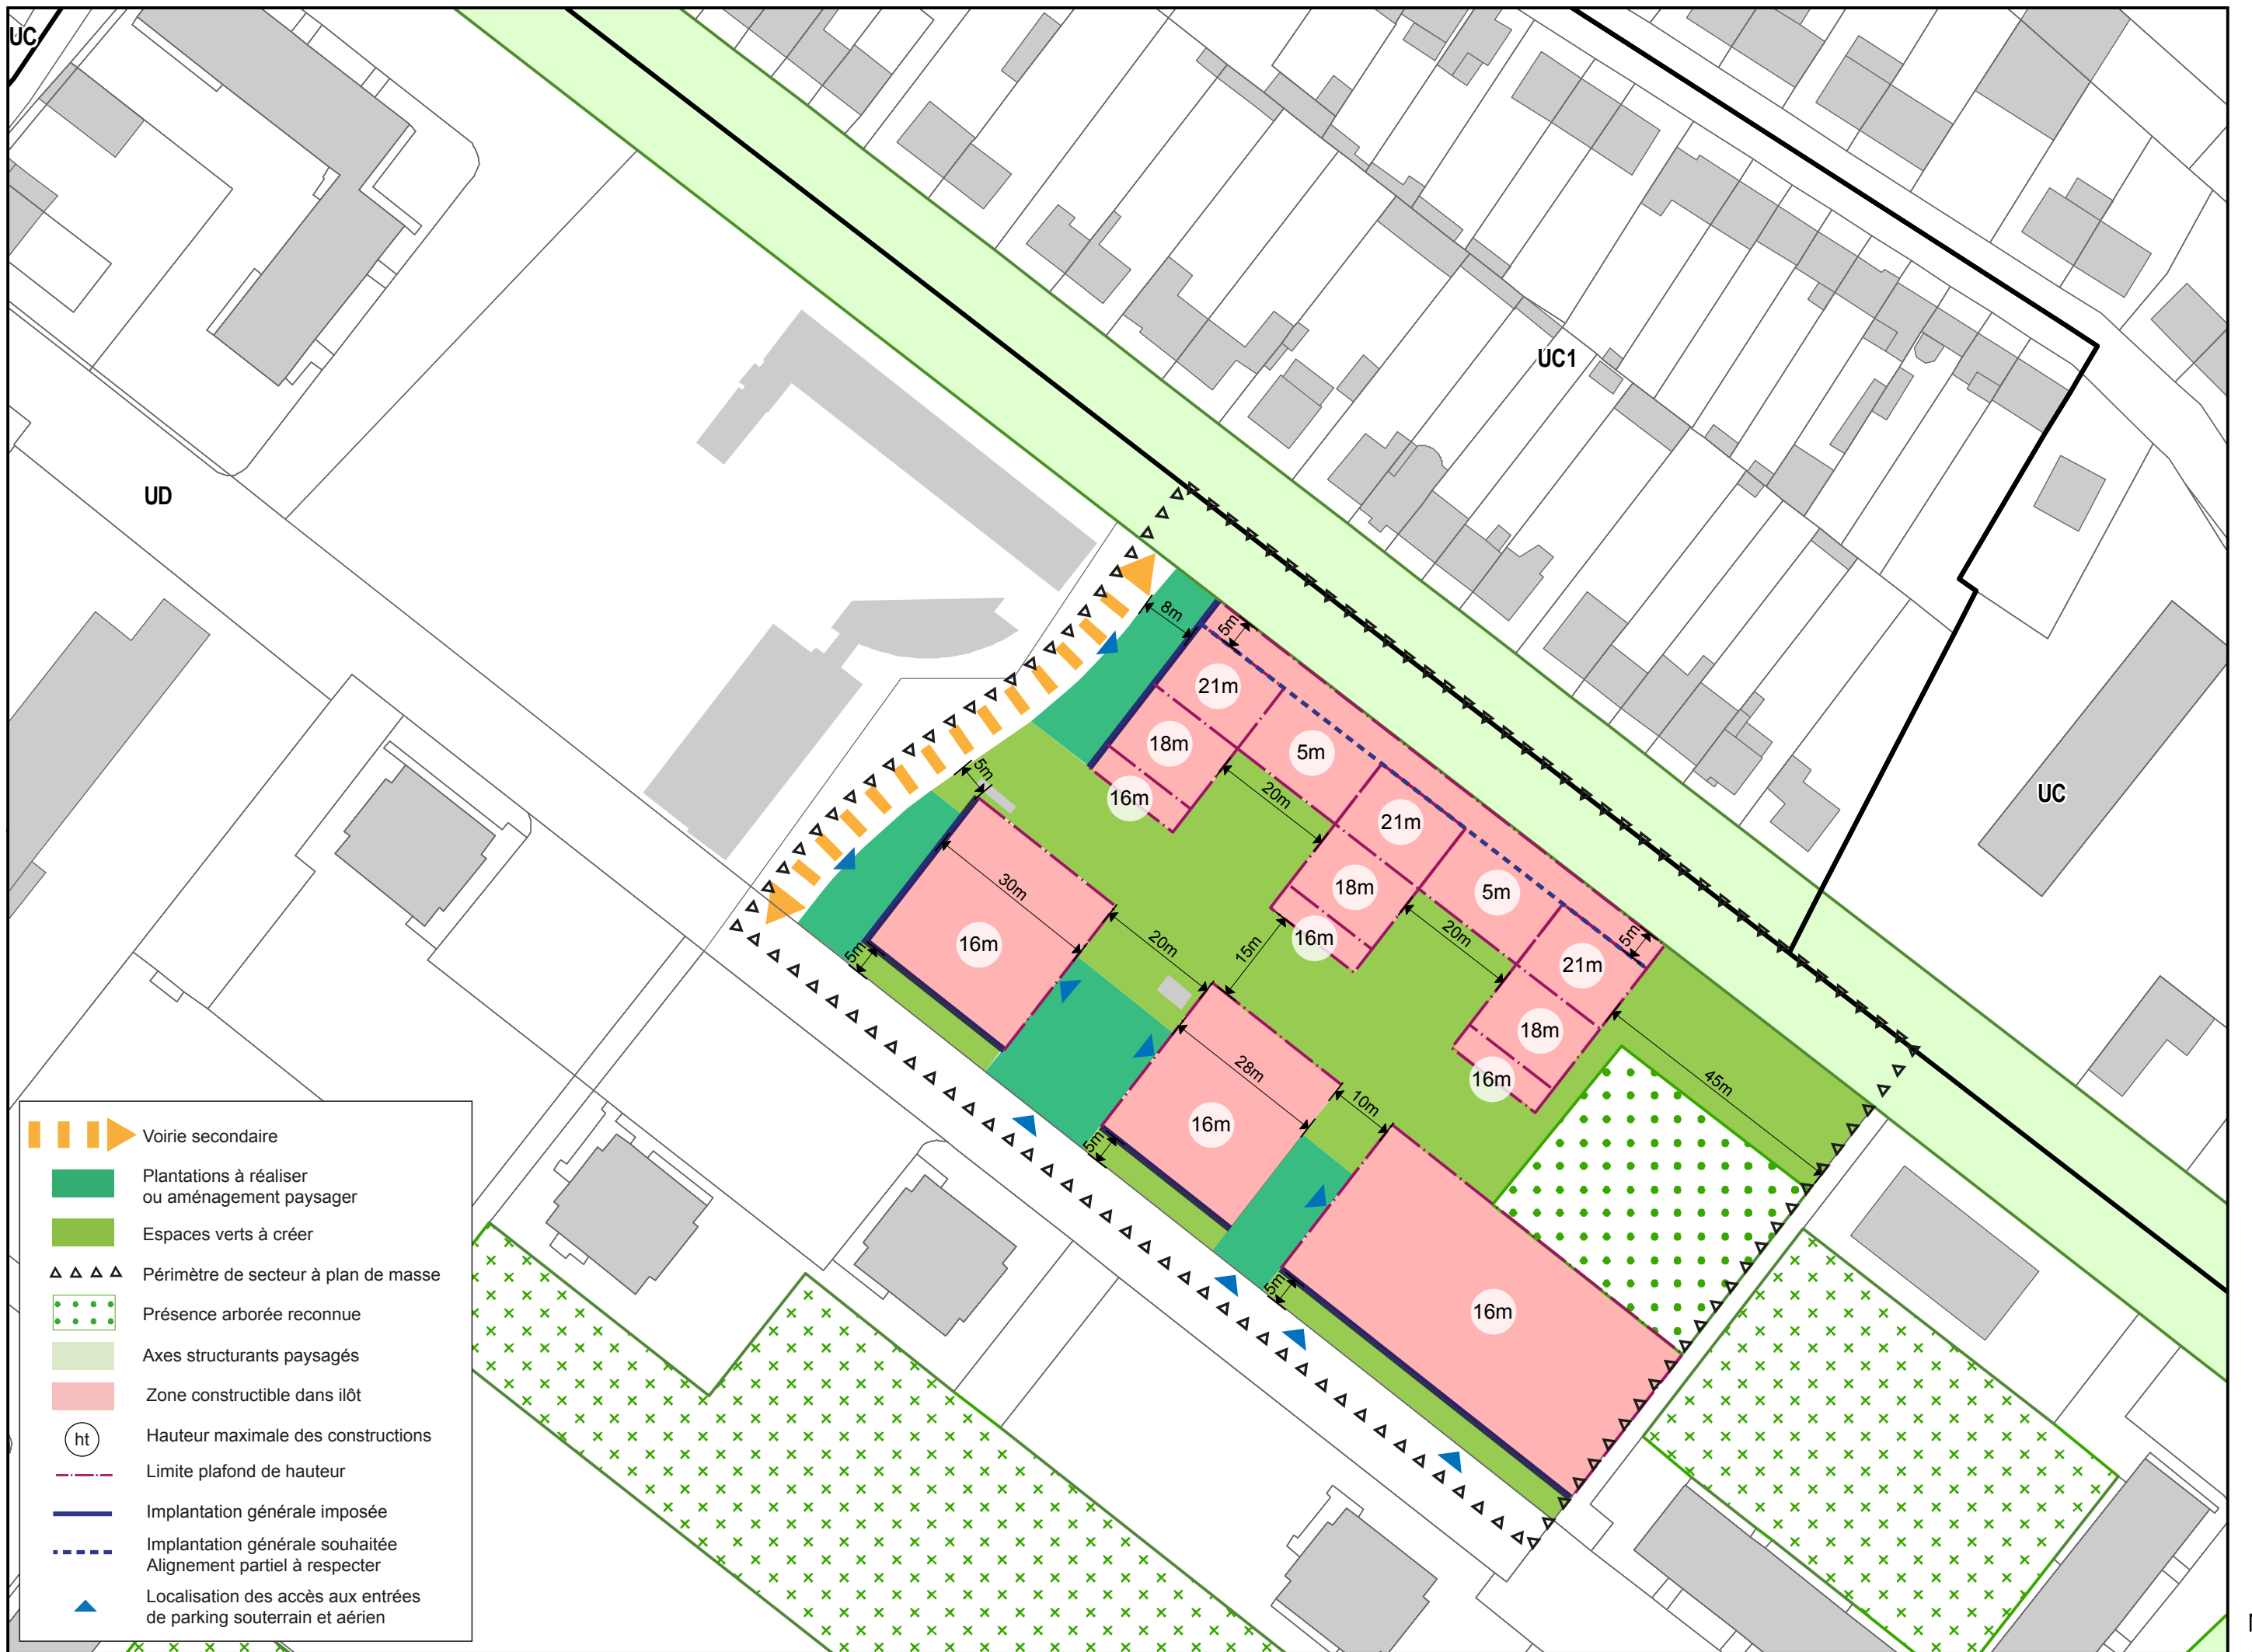 UC
UC1
UD
8m
5m
21m
18m
5m
5m
16m
20m
21m
30m
18m
5m
16m
20m
5m
16m
20m
15m
16m
21m
5m
18m
UC
28m
16m
45m
16m
10m
5m
5m
16m
Voirie secondaire
Plantations à réaliser
ou aménagement paysager
Espaces verts à créer
Périmètre de secteur à plan de masse
Présence arborée reconnue
Axes structurants paysagés
Zone constructible dans ilôt
ht
Hauteur maximale des constructions
Limite plafond de hauteur
Implantation générale imposée
Implantation générale souhaitée
Alignement partiel à respecter
Localisation des accès aux entrées
de parking souterrain et aérien